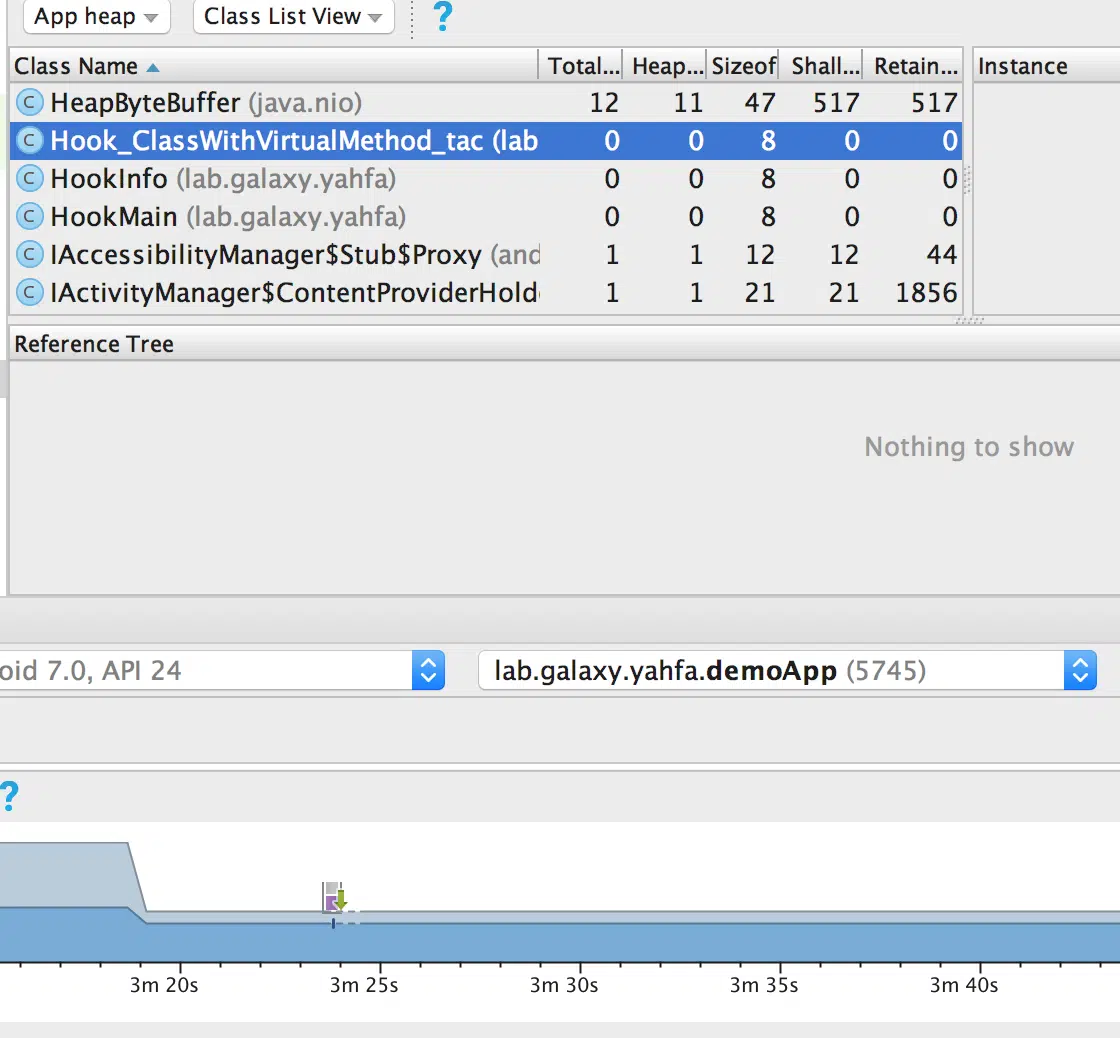 App heap Class List View ?
Class Name Total... Heap... Sizeof Shall... Retain... Instance
C HeapByteBuffer (java.nio) 12 11 47 517 517
C Hook_ClassWithVirtualMethod_tac (lab 0 0 8 0 0
C HookInfo (lab.galaxy.yahfa) 0 0 8 0 0
C HookMain (lab.galaxy.yahfa) 0 0 8 0 0
C IAccessibilityManager$Stub$Proxy (and 1 1 12 12 44
C IActivityManager$ContentProviderHold 1 1 21 21 1856
Reference Tree
Nothing to show
oid 7.0, API 24 lab.galaxy.yahfa.demoApp (5745)
?
3m 20s 3m 25s 3m 30s 3m 35s 3m 40s